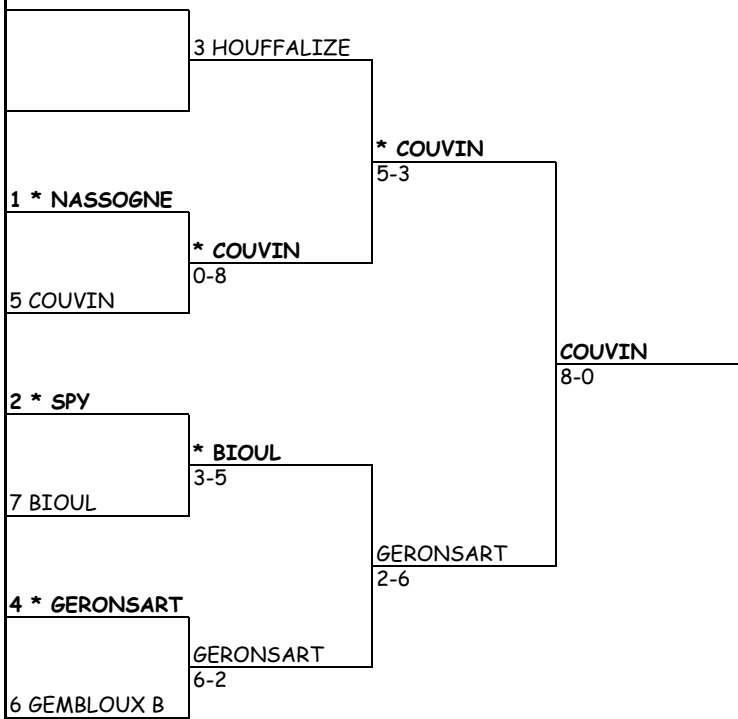 3 HOUFFALIZE
* COUVIN
5-3
1 * NASSOGNE
* COUVIN
0-8
5 COUVIN
COUVIN
8-0
2 * SPY
* BIOUL
3-5
7 BIOUL
GERONSART
2-6
4 * GERONSART
GERONSART
6-2
6 GEMBLOUX B